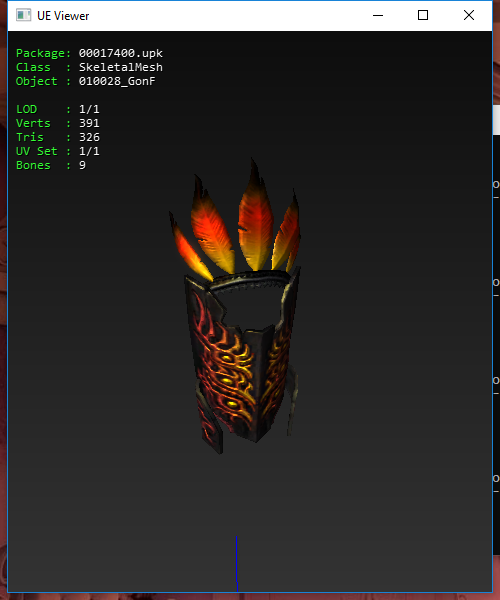 UE Viewer
Package: 00017400.upk
Class : SkeletalMesh
Object : 010028_GonF
LOD : 1/1
Verts : 391
Tris : 326
UV Set : 1/1
Bones : 9